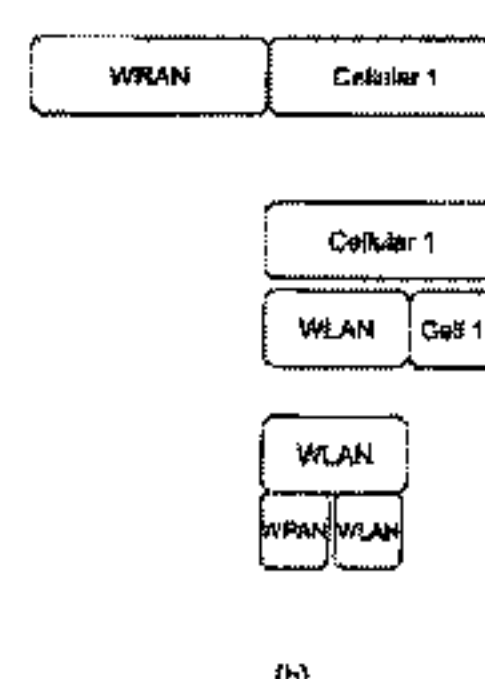 WRAN Cellular 1
Cellular 1
WLAN Cell 1
WLAN
WPAN WLAN
(b)